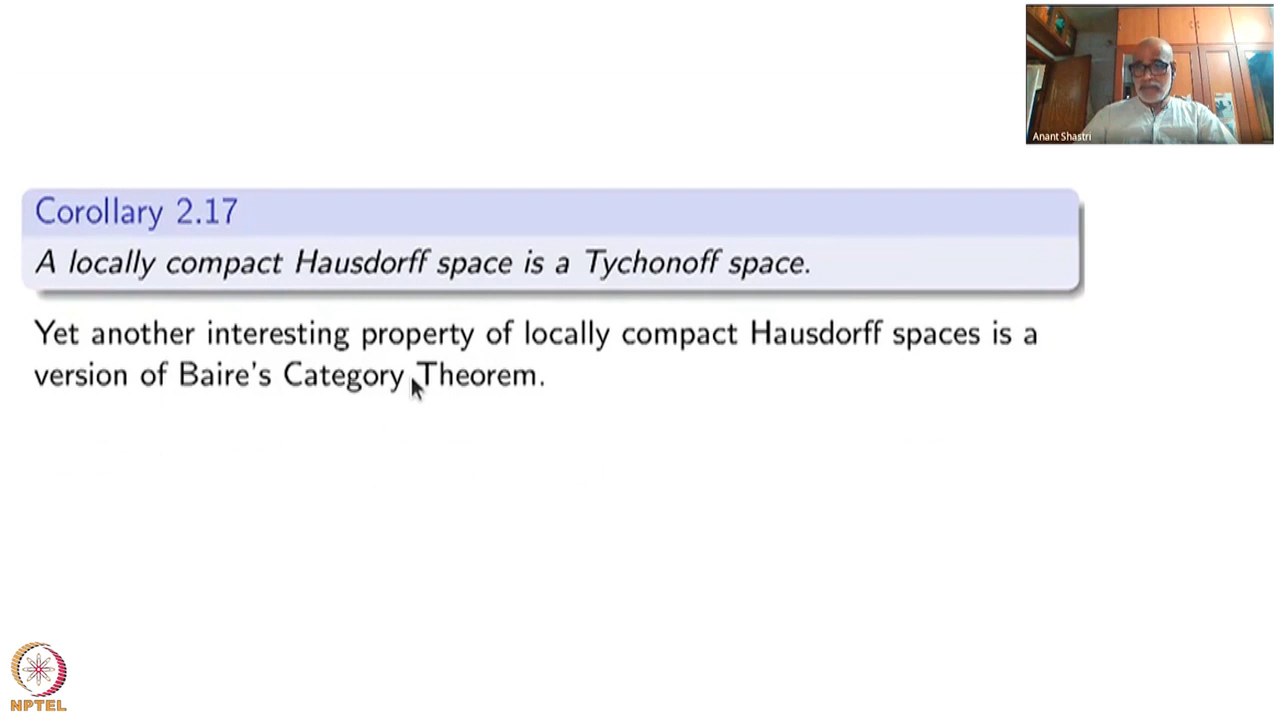 Anant Shastri
Corollary 2.17
A locally compact Hausdorff space is a Tychonoff space.
Yet another interesting property of locally compact Hausdorff spaces is a
version of Baire's Category Theorem.
NPTEL